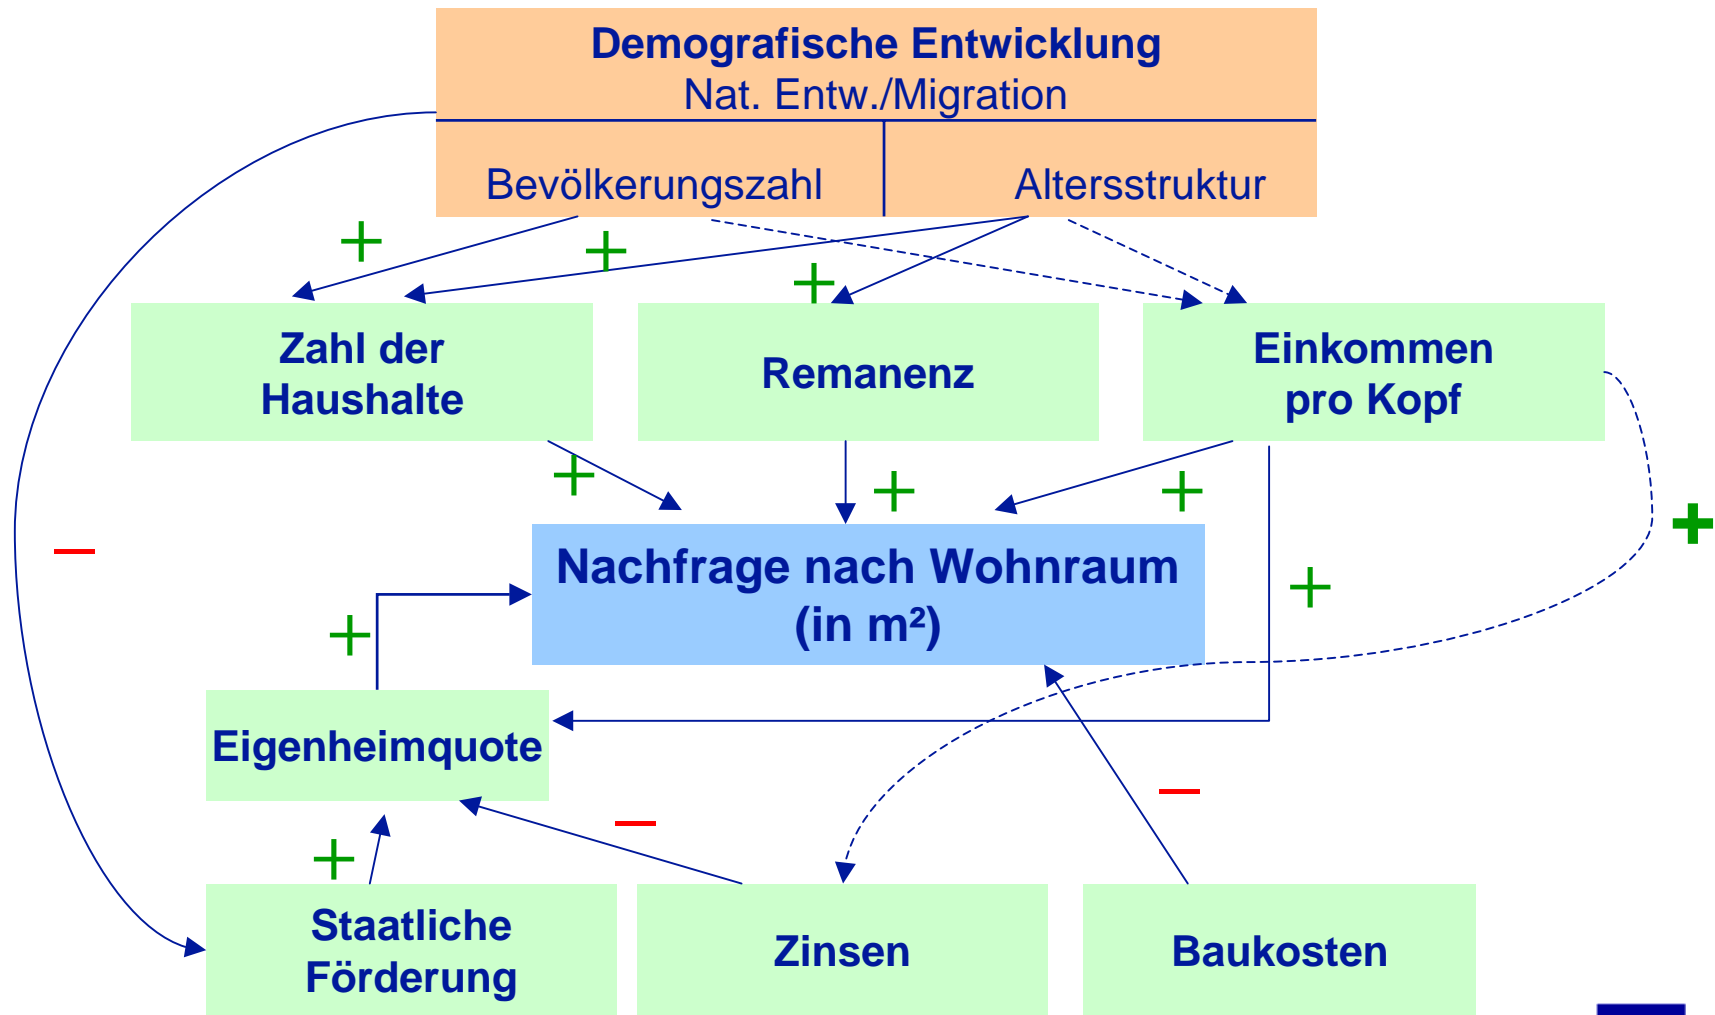 Demografische Entwicklung
Nat. Entw./Migration
Bevölkerungszahl
Altersstruktur
+
+
+
Zahl der
Haushalte
Remanenz
Einkommen
pro Kopf
+
+
+
+
–
Nachfrage nach Wohnraum
(in m²)
+
+
Eigenheimquote
–
–
+
Staatliche
Förderung
Zinsen
Baukosten